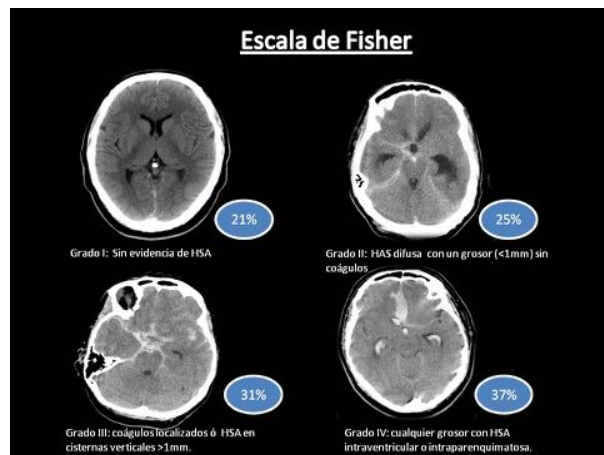 Escala de Fisher
21%
Grado I: Sin evidencia de HSA
25%
Grado II: HAS difusa con un grosor (<1mm) sin
coágulos
31%
Grado III: coágulos localizados ó HSA en
cisternas verticales >1mm.
37%
Grado IV: cualquier grosor con HSA
intraventricular o intraparenquimatosa.